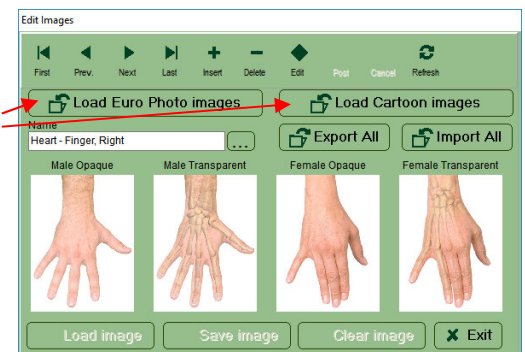 Edit Images
First Prev. Next Last Insert Delete Edit Post Cancel Refresh
Load Euro Photo images Load Cartoon images
Name
Heart - Finger, Right ... Export All Import All
Male Opaque Male Transparent Female Opaque Female Transparent
Load image Save image Clear image Exit